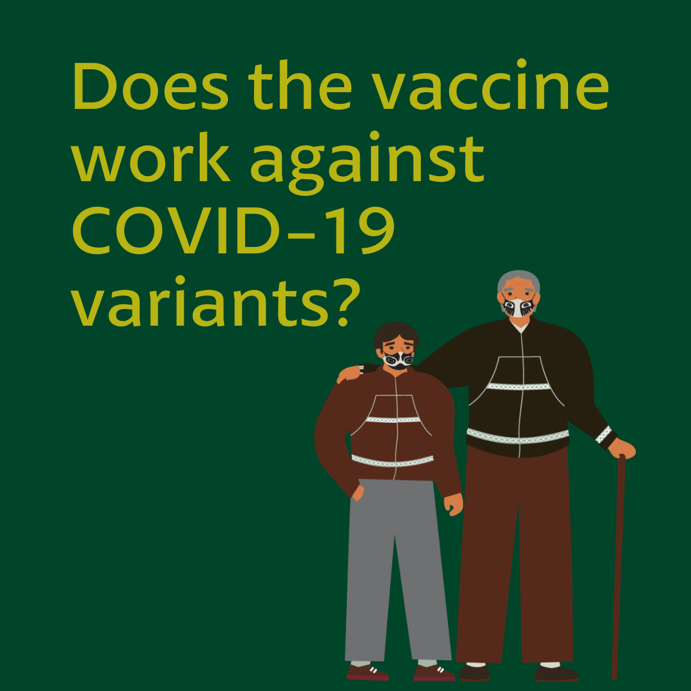 Does the vaccine
work against
COVID-19
variants?